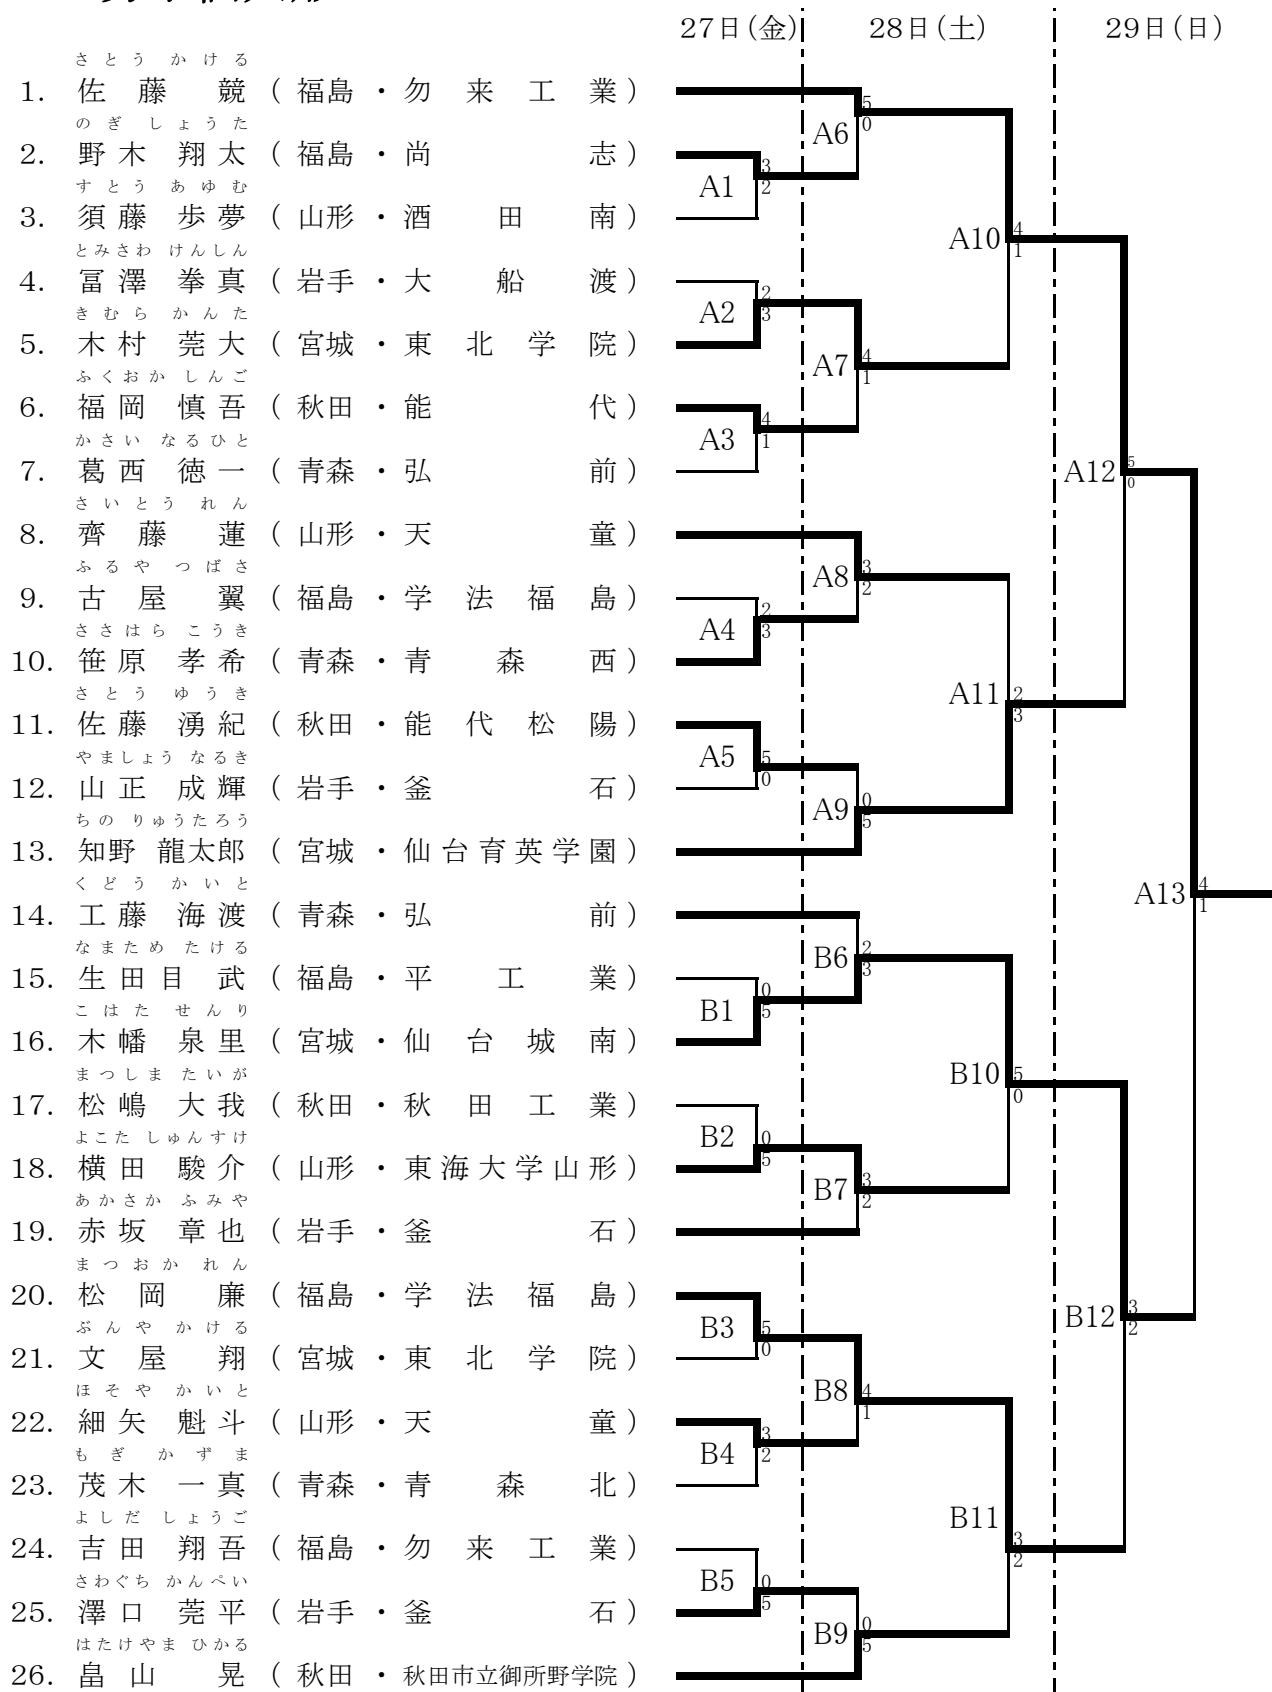 27日(金) 28日(土) 29日(日)
さとう かける
1. 佐藤 競 (福島・勿来工業)
のぎ しょうた
2. 野木 翔太 (福島・尚志)
すとう あゆむ
3. 須藤 歩夢 (山形・酒田南)
とみさわ けんしん
4. 冨澤 拳真 (岩手・大船渡)
きむら かんた
5. 木村 莞大 (宮城・東北学院)
ふくおか しんご
6. 福岡 慎吾 (秋田・能代)
かさい なるひと
7. 葛西 徳一 (青森・弘前)
さいとう れん
8. 齊藤 蓮 (山形・天童)
ふるや つばさ
9. 古屋 翼 (福島・学法福島)
ささはら こうき
10. 笹原 孝希 (青森・青森西)
さとう ゆうき
11. 佐藤 湧紀 (秋田・能代松陽)
やましょう なるき
12. 山正 成輝 (岩手・釜石)
ちの りゅうたろう
13. 知野 龍太郎 (宮城・仙台育英学園)
くどう かいと
14. 工藤 海渡 (青森・弘前)
なまため たける
15. 生田目 武 (福島・平工業)
こはた せんり
16. 木幡 泉里 (宮城・仙台城南)
まつしま たいが
17. 松嶋 大我 (秋田・秋田工業)
よこた しゅんすけ
18. 横田 駿介 (山形・東海大学山形)
あかさか ふみや
19. 赤坂 章也 (岩手・釜石)
まつおか れん
20. 松岡 廉 (福島・学法福島)
ぶんや かける
21. 文屋 翔 (宮城・東北学院)
ほそや かいと
22. 細矢 魁斗 (山形・天童)
もぎ かずま
23. 茂木 一真 (青森・青森北)
よしだ しょうご
24. 吉田 翔吾 (福島・勿来工業)
さわぐち かんぺい
25. 澤口 莞平 (岩手・釜石)
はたけやま ひかる
26. 畠山 晃 (秋田・秋田市立御所野学院)
A1 3 2
A2 2 3
A3 4 1
A4 2 3
A5 5 0
B1 0 5
B2 0 5
B3 5 0
B4 3 2
B5 0 5
A6 5 0
A7 4 1
A8 3 2
A9 0 5
B6 2 3
B7 3 2
B8 4 1
B9 0 5
A10 4 1
A11 2 3
B10 5 0
B11 3 2
A12 5 0
B12 3 2
A13 4 1